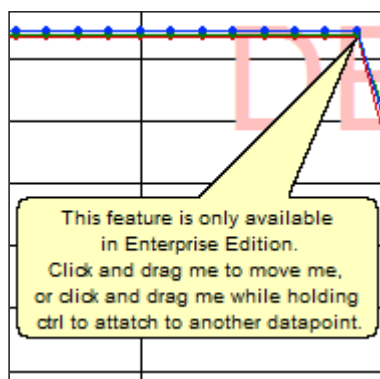 DE
This feature is only available
in Enterprise Edition.
Click and drag me to move me,
or click and drag me while holding
ctrl to attatch to another datapoint.